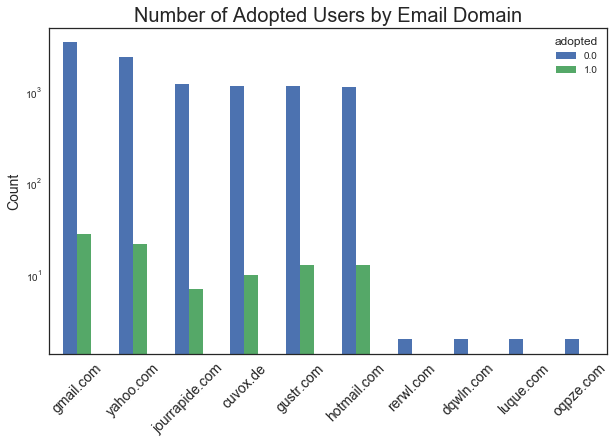 Number of Adopted Users by Email Domain
adopted
0.0
1.0
Count
10³
10²
10¹
gmail.com
yahoo.com
jourrapide.com
cuvox.de
gustr.com
hotmail.com
rerwl.com
dqwln.com
luque.com
oqpze.com